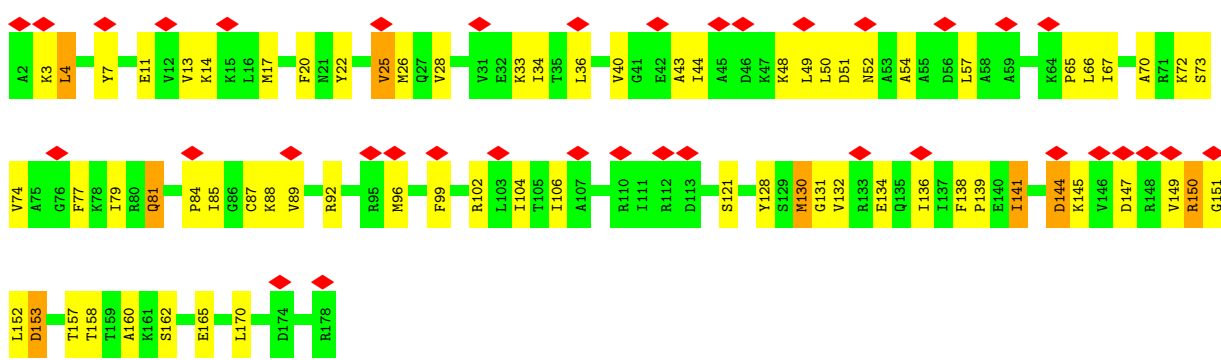 A2 K3 L4 Y7 E11 V12 V13 K14 K15 L16 M17 F20 N21 Y22 V25 M26 Q27 V28 V31 E32 K33 I34 T35 L36 V40 G41 E42 A43 I44 A45 D46 K47 K48 L49 L50 D51 N52 A53 A54 A55 D56 L57 A58 A59 K64 P65 L66 I67 A70 R71 K72 S73
V74 A75 G76 F77 K78 I79 R80 Q81 P84 I85 G86 C87 K88 V89 R92 R95 M96 F99 R102 L103 I104 T105 I106 A107 R110 I111 R112 D113 S121 Y128 S129 M130 G131 V132 R133 E134 Q135 I136 I137 F138 P139 E140 I141 D144 K145 V146 D147 R148 V149 R150 G151
L152 D153 T157 T158 T159 A160 K161 S162 E165 L170 D174 R178